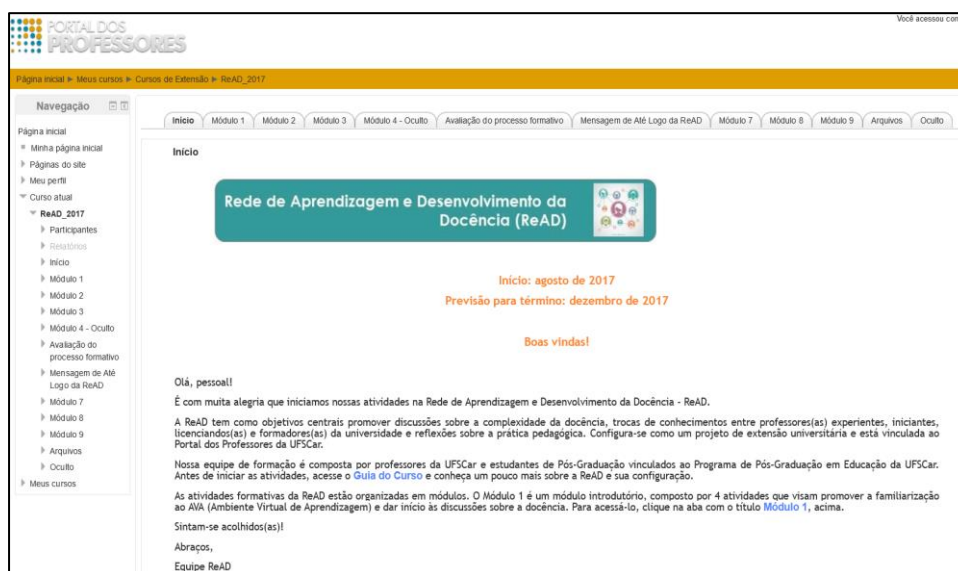 PORTAL DOS
PROFESSORES
Você acessou con
Página inicial ► Meus cursos ► Cursos de Extensão ► ReAD_2017
Navegação
Página inicial
Minha página inicial
Páginas do site
Meu perfil
Curso atual
ReAD_2017
Participantes
Relatórios
Início
Módulo 1
Módulo 2
Módulo 3
Módulo 4 - Oculto
Avaliação do
processo formativo
Mensagem de Até
Logo da ReAD
Módulo 7
Módulo 8
Módulo 9
Arquivos
Oculto
Meus cursos
Início Módulo 1 Módulo 2 Módulo 3 Módulo 4 - Oculto Avaliação do processo formativo Mensagem de Até Logo da ReAD Módulo 7 Módulo 8 Módulo 9 Arquivos Oculto
Início
Rede de Aprendizagem e Desenvolvimento da
Docência (ReAD)
Início: agosto de 2017
Previsão para término: dezembro de 2017
Boas vindas!
Olá, pessoal!
É com muita alegria que iniciamos nossas atividades na Rede de Aprendizagem e Desenvolvimento da Docência - ReAD.
A ReAD tem como objetivos centrais promover discussões sobre a complexidade da docência, trocas de conhecimentos entre professores(as) experientes, iniciantes,
licenciandos(as) e formadores(as) da universidade e reflexões sobre a prática pedagógica. Configura-se como um projeto de extensão universitária e está vinculada ao
Portal dos Professores da UFSCar.
Nossa equipe de formação é composta por professores da UFSCar e estudantes de Pós-Graduação vinculados ao Programa de Pós-Graduação em Educação da UFSCar.
Antes de iniciar as atividades, acesse o Guia do Curso e conheça um pouco mais sobre a ReAD e sua configuração.
As atividades formativas da ReAD estão organizadas em módulos. O Módulo 1 é um módulo introdutório, composto por 4 atividades que visam promover a familiarização
ao AVA (Ambiente Virtual de Aprendizagem) e dar início às discussões sobre a docência. Para acessá-lo, clique na aba com o título Módulo 1, acima.
Sintam-se acolhidos(as)!
Abraços,
Equipe ReAD